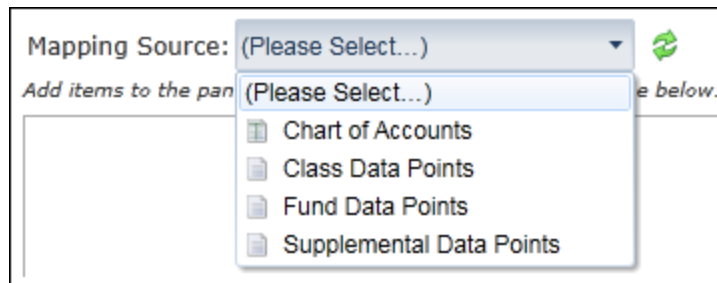 Mapping Source: (Please Select...)
Add items to the pan
(Please Select...)
e below.
Chart of Accounts
Class Data Points
Fund Data Points
Supplemental Data Points